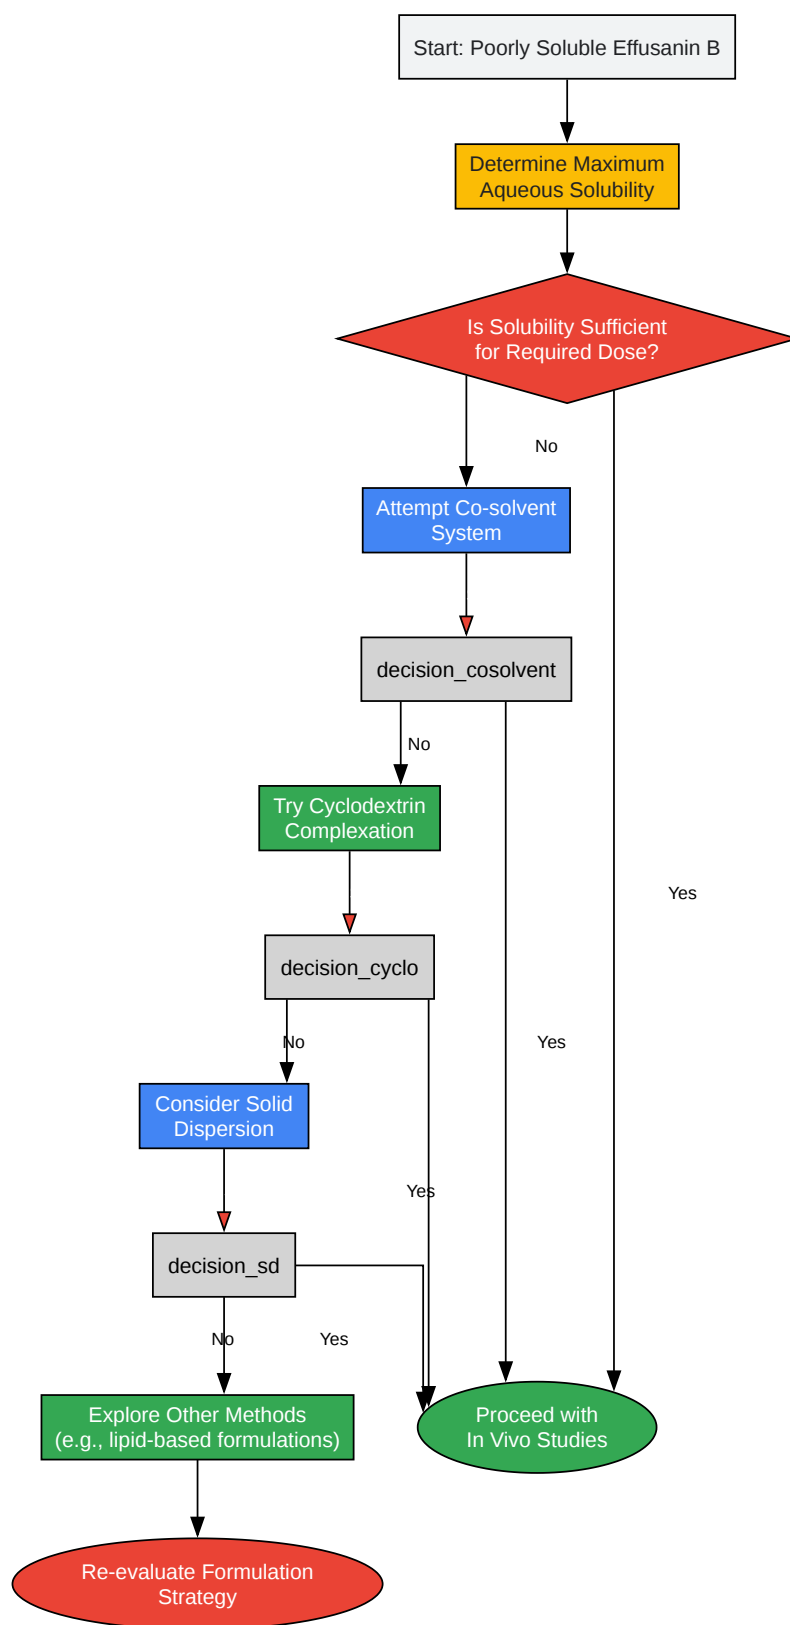 Start: Poorly Soluble Effusanin B
Determine Maximum
Aqueous Solubility
Is Solubility Sufficient
for Required Dose?
No
Attempt Co-solvent
System
decision_cosolvent
No
Try Cyclodextrin
Complexation
Yes
decision_cyclo
No
Yes
Consider Solid
Dispersion
Yes
decision_sd
No
Yes
Explore Other Methods
(e.g., lipid-based formulations)
Proceed with
In Vivo Studies
Re-evaluate Formulation
Strategy